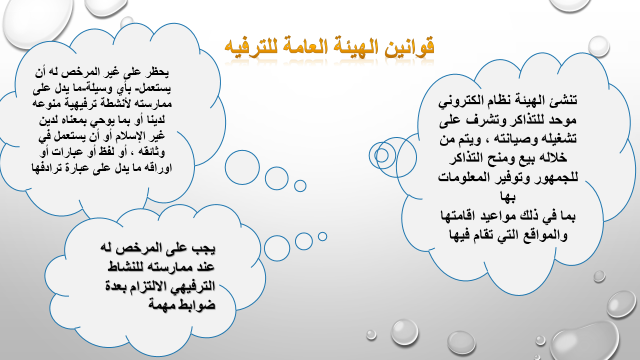 قوانين الهيئة العامة للترفيه
تنشئ الهيئة نظام الكتروني
موحد للتذاكر وتشرف على
تشغيله وصيانته ، ويتم من
خلاله بيع ومنح التذاكر
للجمهور وتوفير المعلومات
بها
بما في ذلك مواعيد اقامتها
والمواقع التي تقام فيها
يحظر على غير المرخص له أن
يستعمل- بأي وسيلة-ما يدل على
ممارسته لأنشطة ترفيهية منوعه
لدينا أو بما يوحي بمعناه لدين
غير الإسلام أو أن يستعمل في
وثائقه ، أو لفظ أو عبارات أو
اوراقه ما يدل على عبارة ترادفها
يجب على المرخص له
عند ممارسته للنشاط
الترفيهي الالتزام بعدة
ضوابط مهمة